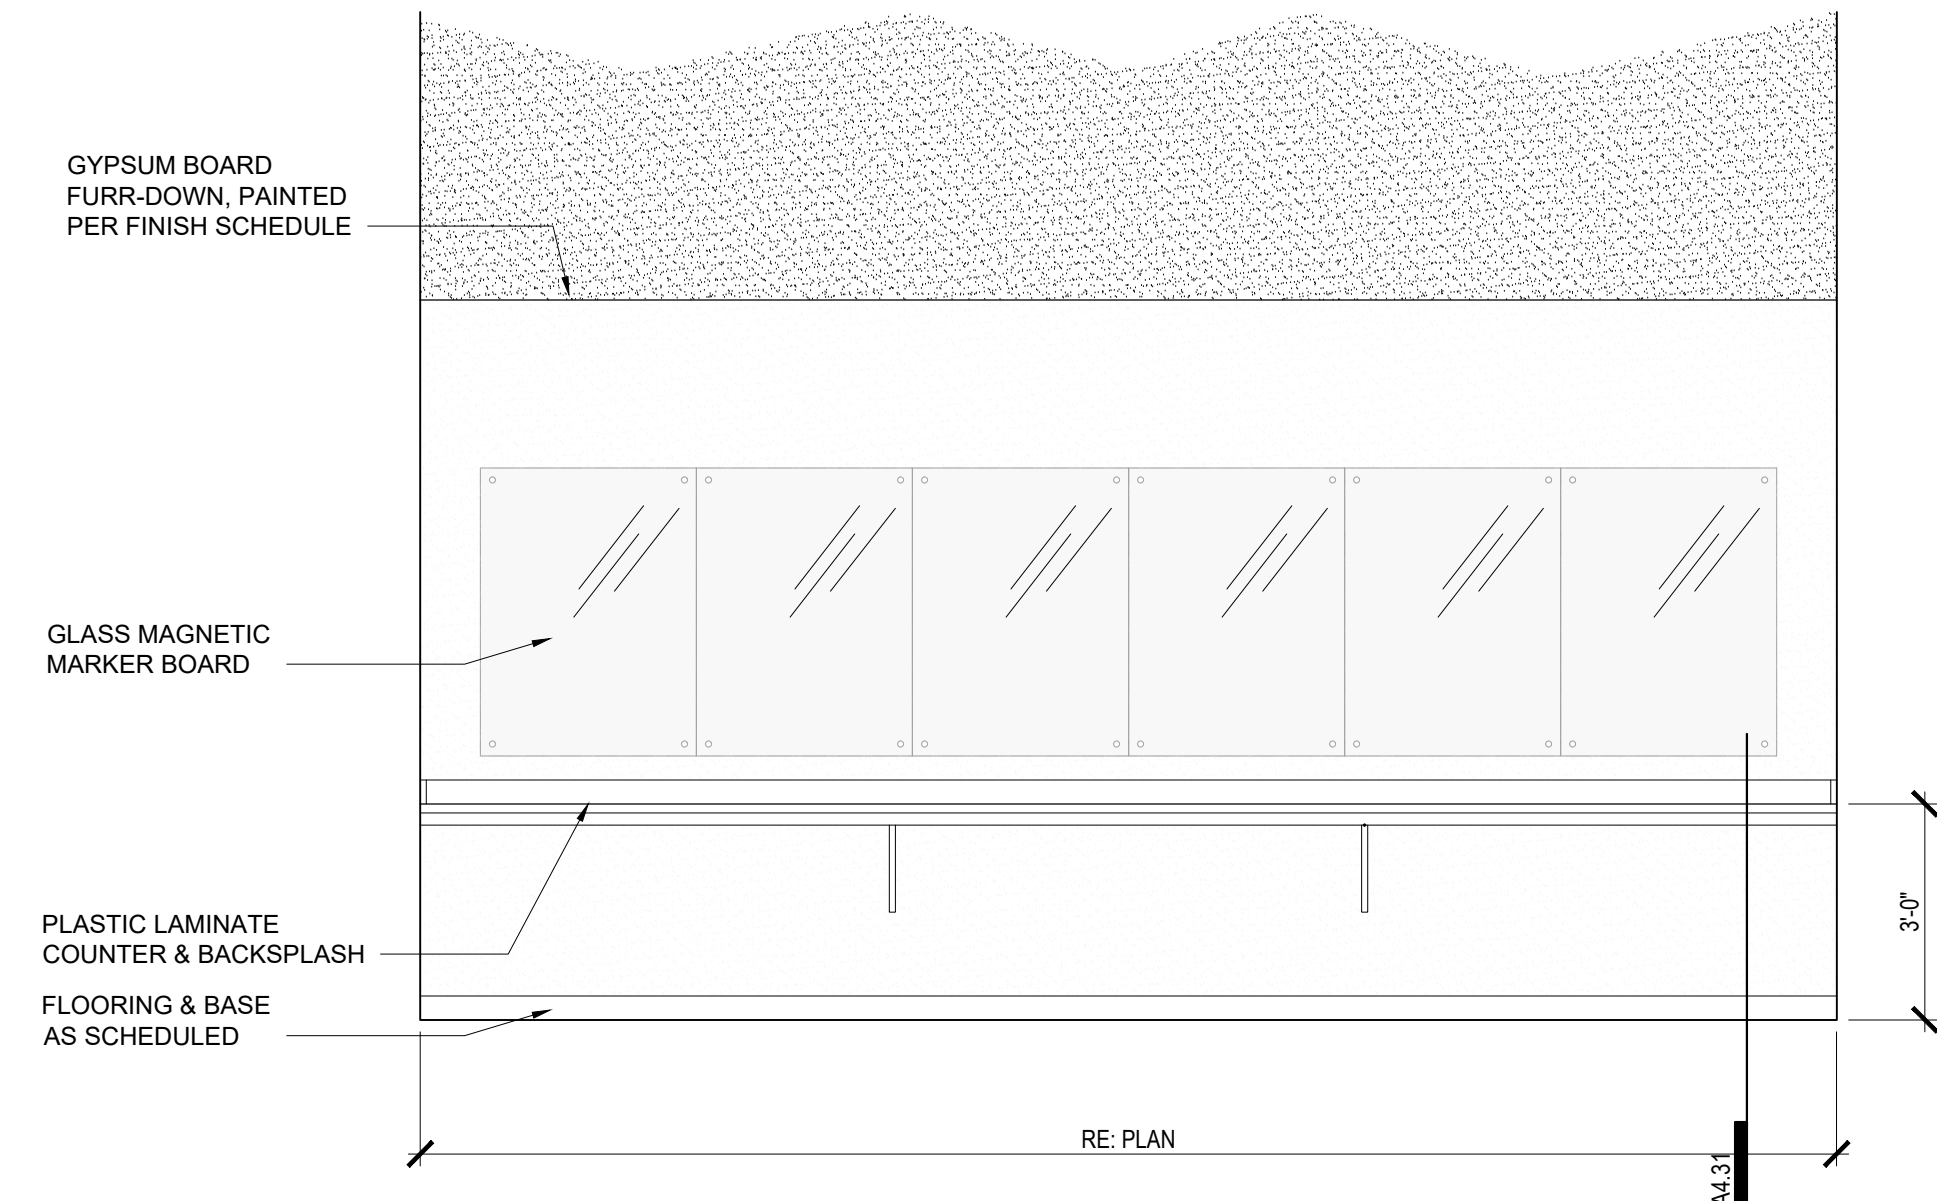 GYPSUM BOARD
FURR-DOWN, PAINTED
PER FINISH SCHEDULE
GLASS MAGNETIC
MARKER BOARD
PLASTIC LAMINATE
COUNTER & BACKSPLASH
FLOORING & BASE
AS SCHEDULED
3'-0"
RE: PLAN
A4.31